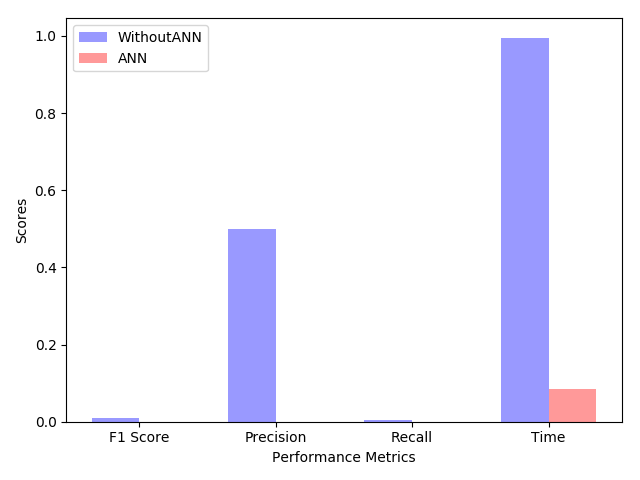 WithoutANN
ANN
1.0
0.8
0.6
0.4
0.2
0.0
Scores
F1 Score
Precision
Recall
Time
Performance Metrics